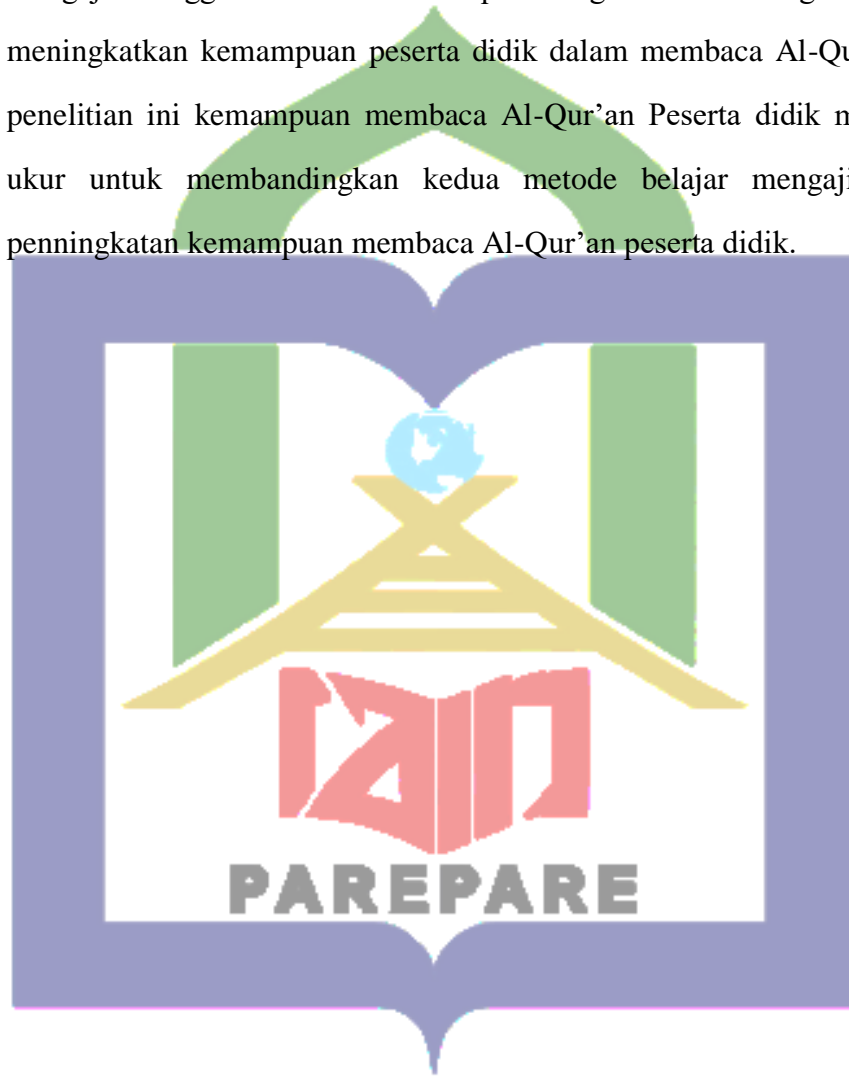 meningkatkan kemampuan peserta didik dalam membaca Al-Qu
penelitian ini kemampuan membaca Al-Qur’an Peserta didik m
ukur untuk membandingkan kedua metode belajar mengaji
penningkatan kemampuan membaca Al-Qur’an peserta didik.
iain
PAREPARE